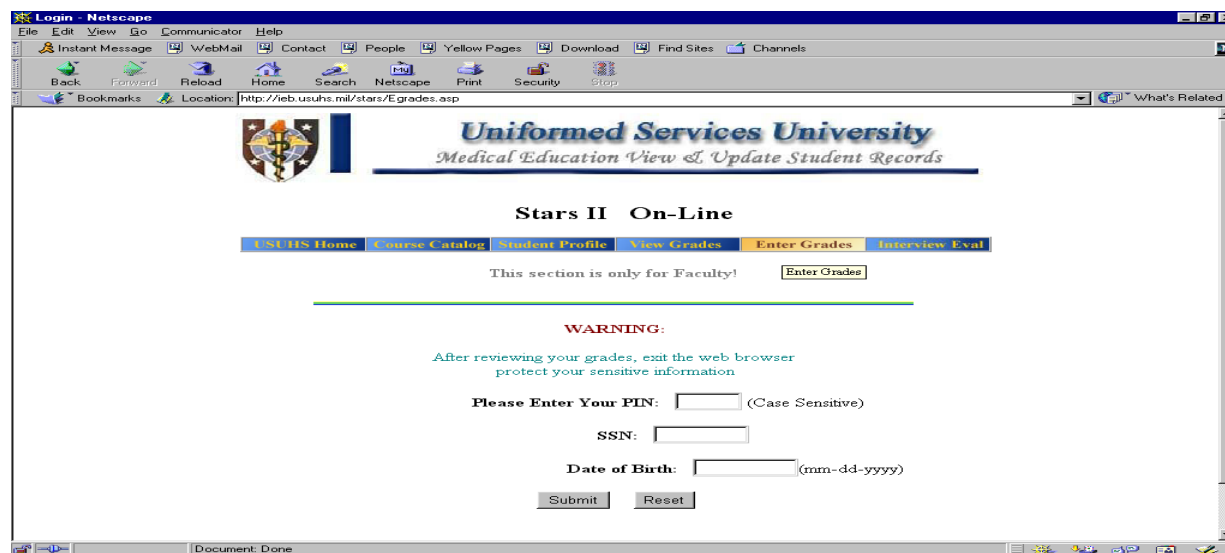 Login - Netscape
File Edit View Go Communicator Help
Instant Message WebMail Contact People Yellow Pages Download Find Sites Channels
Back Forward Reload Home Search Netscape Print Security Stop
Bookmarks Location: http://ieb.usuhs.mil/stars/Egrades.asp What's Related
Uniformed Services University
Medical Education View & Update Student Records
Stars II On-Line
USUHS Home Course Catalog Student Profile View Grades Enter Grades Interview Eval
This section is only for Faculty! Enter Grades
WARNING:
After reviewing your grades, exit the web browser
protect your sensitive information
Please Enter Your PIN: (Case Sensitive)
SSN:
Date of Birth: (mm-dd-yyyy)
Submit Reset
Document: Done